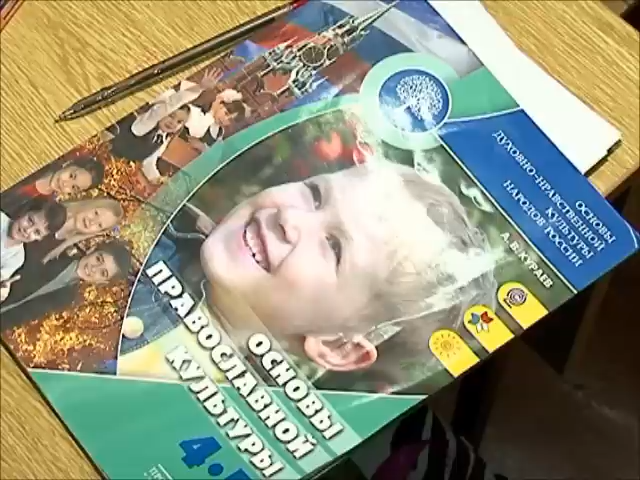 ОСНОВЫ
ДУХОВНО-НРАВСТВЕННОЙ
КУЛЬТУРЫ
НАРОДОВ РОССИИ
А. В. КУРАЕВ
ОСНОВЫ
ПРАВОСЛАВНОЙ
КУЛЬТУРЫ
4